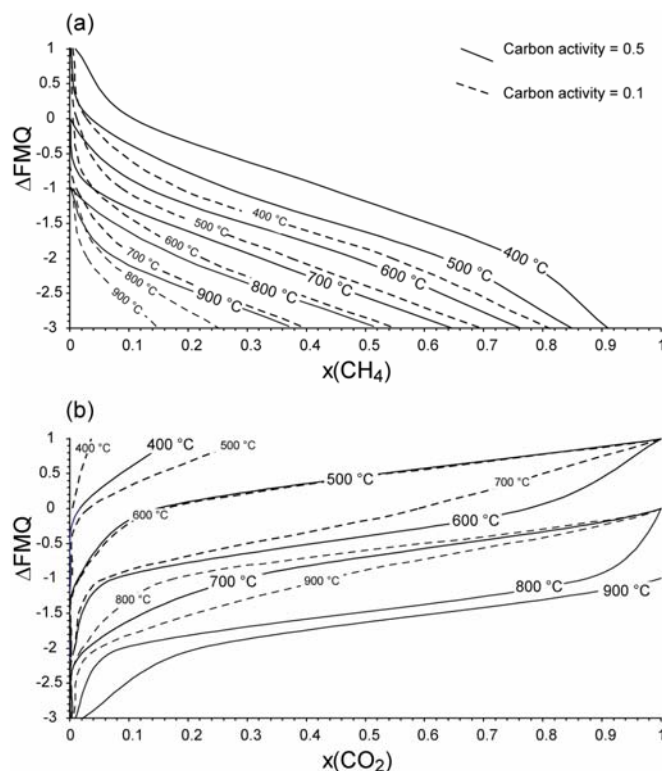 (a)
Carbon activity = 0.5
Carbon activity = 0.1
ΔFMQ
1
0.5
0
-0.5
-1
-1.5
-2
-2.5
-3
400 °C
500 °C
600 °C
700 °C
800 °C
900 °C
400 °C
500 °C
600 °C
700 °C
800 °C
900 °C
0 0.1 0.2 0.3 0.4 0.5 0.6 0.7 0.8 0.9 1
x(CH₄)
(b)
ΔFMQ
1
0.5
0
-0.5
-1
-1.5
-2
-2.5
-3
400 °C
400 °C
500 °C
500 °C
600 °C
700 °C
600 °C
700 °C
900 °C
800 °C
800 °C
900 °C
0 0.1 0.2 0.3 0.4 0.5 0.6 0.7 0.8 0.9 1
x(CO₂)